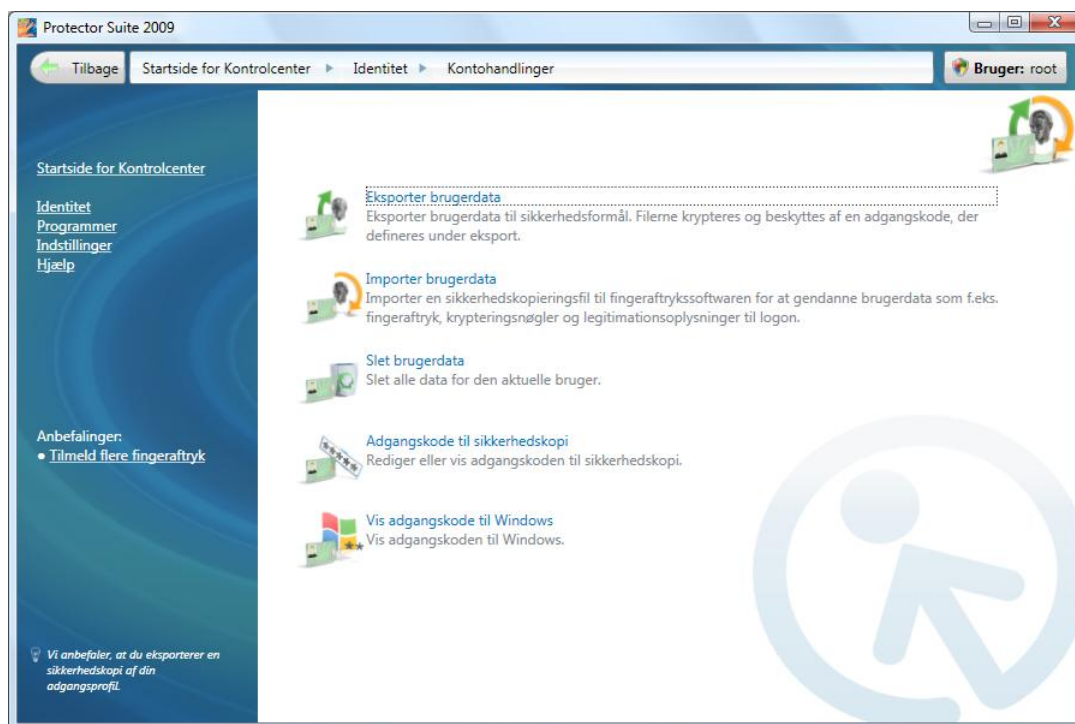 Protector Suite 2009
Tilbage
Startside for Kontrolcenter
Identitet
Kontohandlinger
Bruger: root
Startside for Kontrolcenter
Identitet
Programmer
Indstillinger
Hjælp
Anbefalinger:
• Tilmeld flere fingeraftryk
Vi anbefaler, at du eksporterer en
sikkerhedskopi af din
adgangsprofil.
Eksporter brugerdata
Eksporter brugerdata til sikkerhedsformål. Filerne krypteres og beskyttes af en adgangskode, der
defineres under eksport.
Importer brugerdata
Importer en sikkerhedskopieringsfil til fingeraftrykssoftwaren for at gendanne brugerdata som f.eks.
fingeraftryk, krypteringsnøgler og legitimationsoplysninger til logon.
Slet brugerdata
Slet alle data for den aktuelle bruger.
Adgangskode til sikkerhedskopi
Rediger eller vis adgangskoden til sikkerhedskopi.
Vis adgangskode til Windows
Vis adgangskoden til Windows.